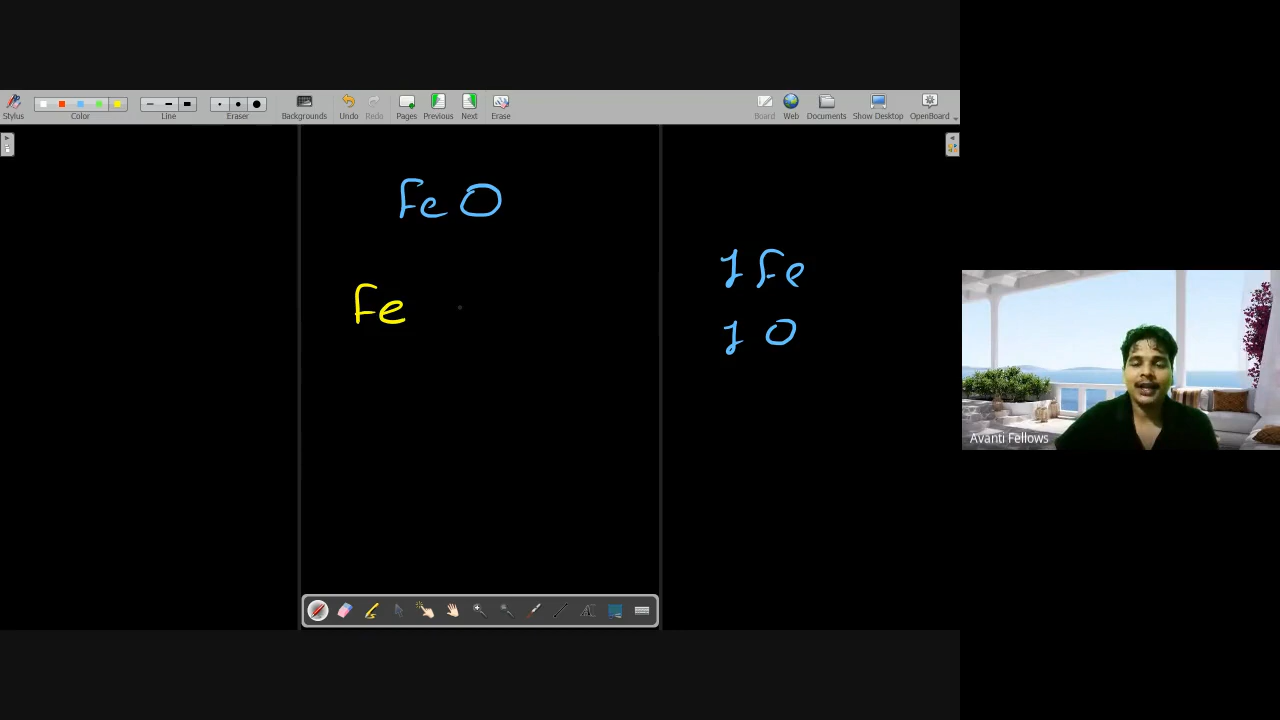 Stylus Color Line Eraser Backgrounds Undo Redo Pages Previous Next Erase Board Web Documents Show Desktop OpenBoard
Fe O
1 Fe
Fe
1 O
Avanti Fellows